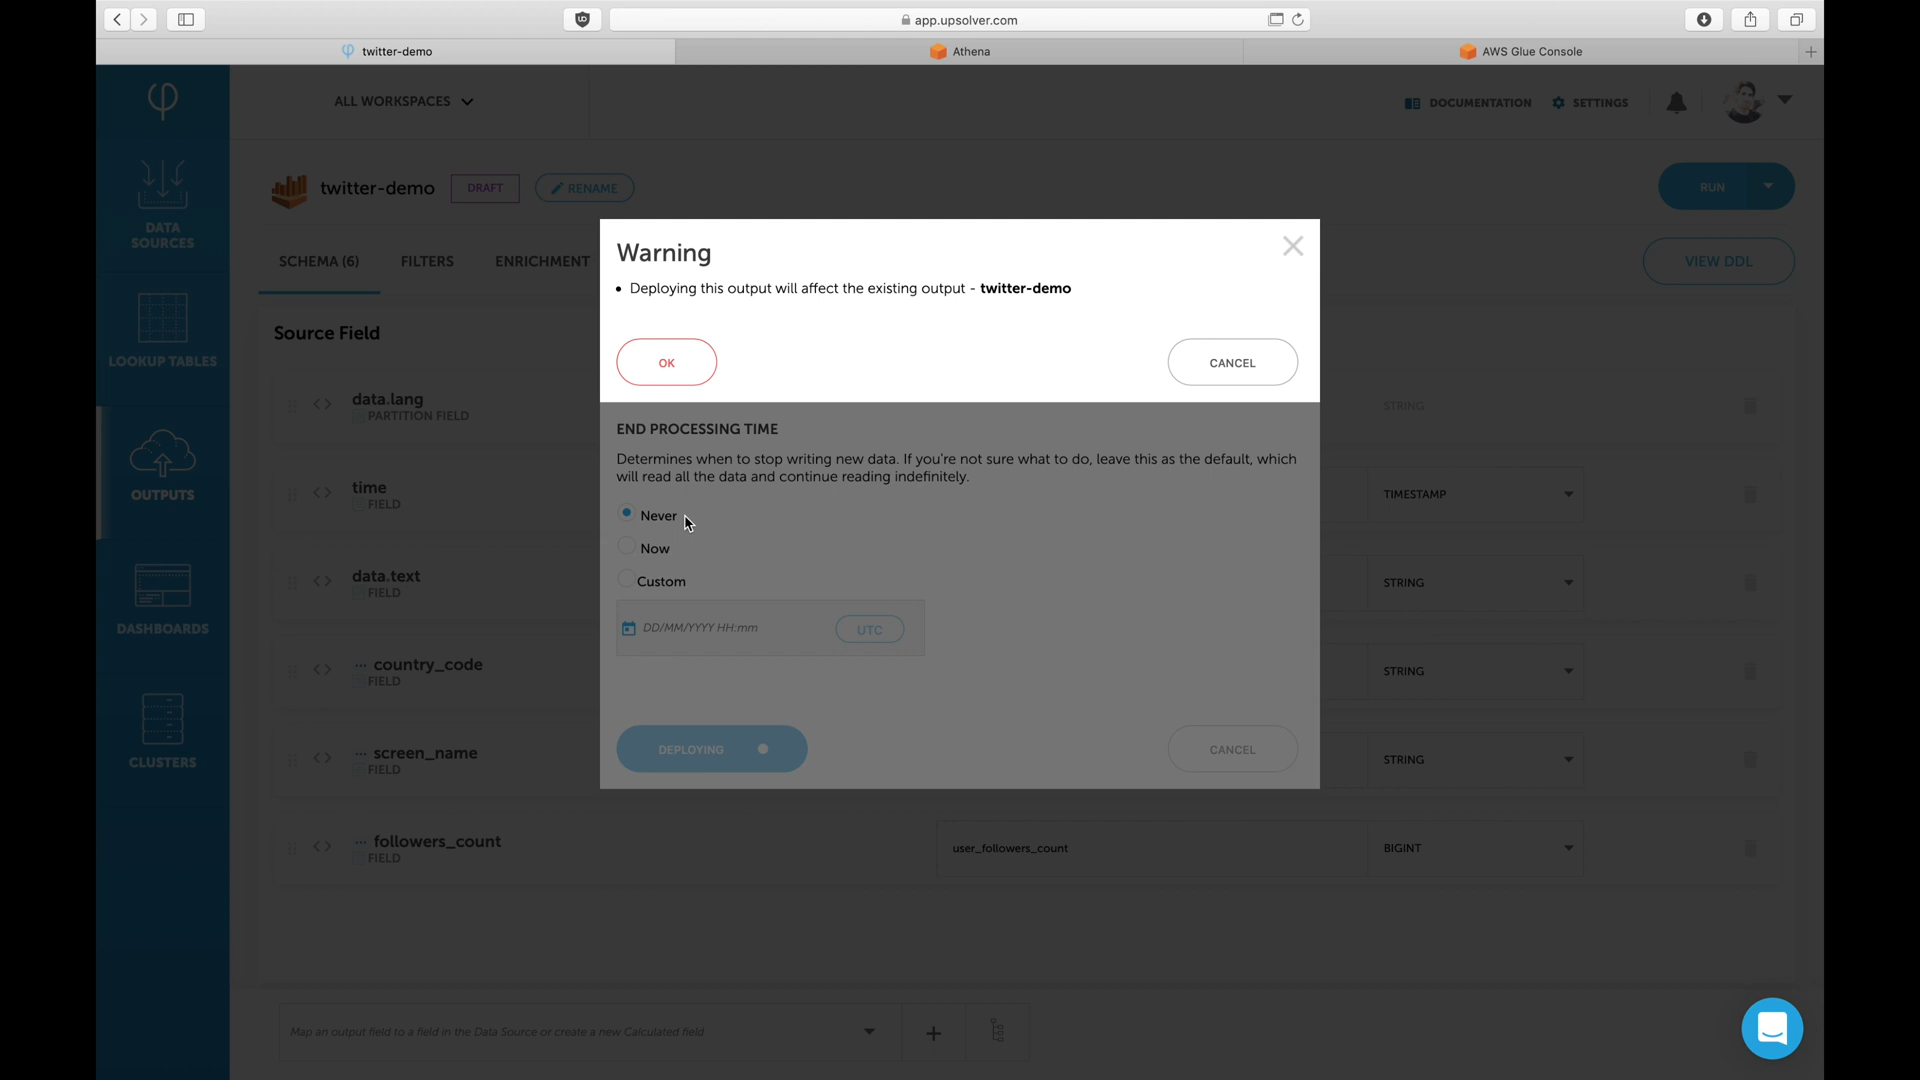 app.upsolver.com
twitter-demo
Athena
AWS Glue Console
ALL WORKSPACES
DOCUMENTATION
SETTINGS
DATA
SOURCES
LOOKUP TABLES
OUTPUTS
DASHBOARDS
CLUSTERS
twitter-demo
DRAFT
RENAME
RUN
SCHEMA (6)
FILTERS
ENRICHMENT
VIEW DDL
Source Field
data.lang
PARTITION FIELD
STRING
time
FIELD
TIMESTAMP
data.text
FIELD
STRING
... country_code
FIELD
STRING
... screen_name
FIELD
STRING
... followers_count
FIELD
user_followers_count
BIGINT
Map an output field to a field in the Data Source or create a new Calculated field
Warning
• Deploying this output will affect the existing output - twitter-demo
OK
CANCEL
END PROCESSING TIME
Determines when to stop writing new data. If you're not sure what to do, leave this as the default, which
will read all the data and continue reading indefinitely.
Never
Now
Custom
DD/MM/YYYY HH:mm
UTC
DEPLOYING
CANCEL